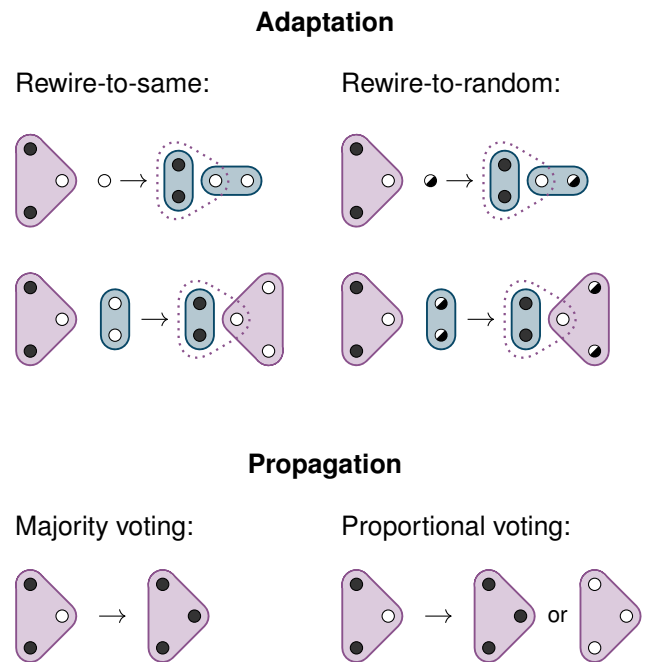 Adaptation
Rewire-to-same:
Rewire-to-random:
Propagation
Majority voting:
Proportional voting:
or